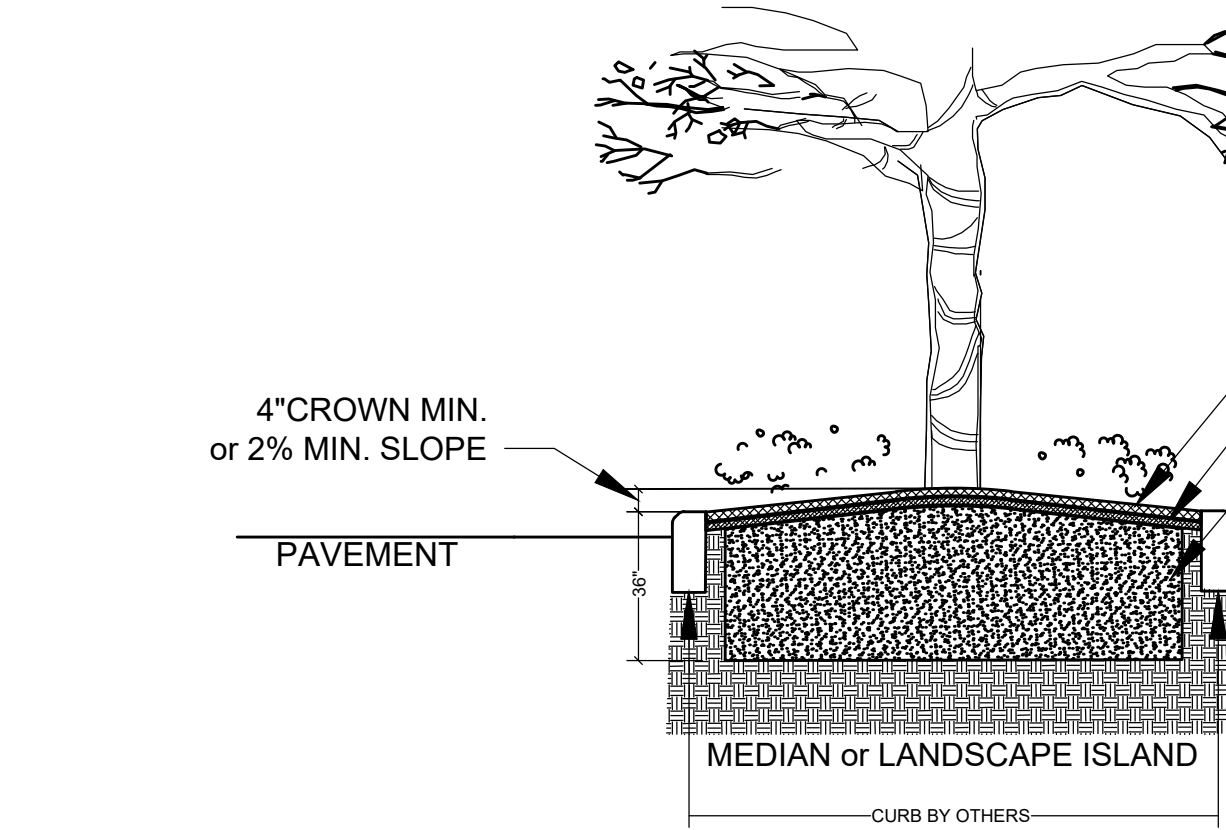 4"CROWN MIN.
or 2% MIN. SLOPE
PAVEMENT
36"
MEDIAN or LANDSCAPE ISLAND
CURB BY OTHERS